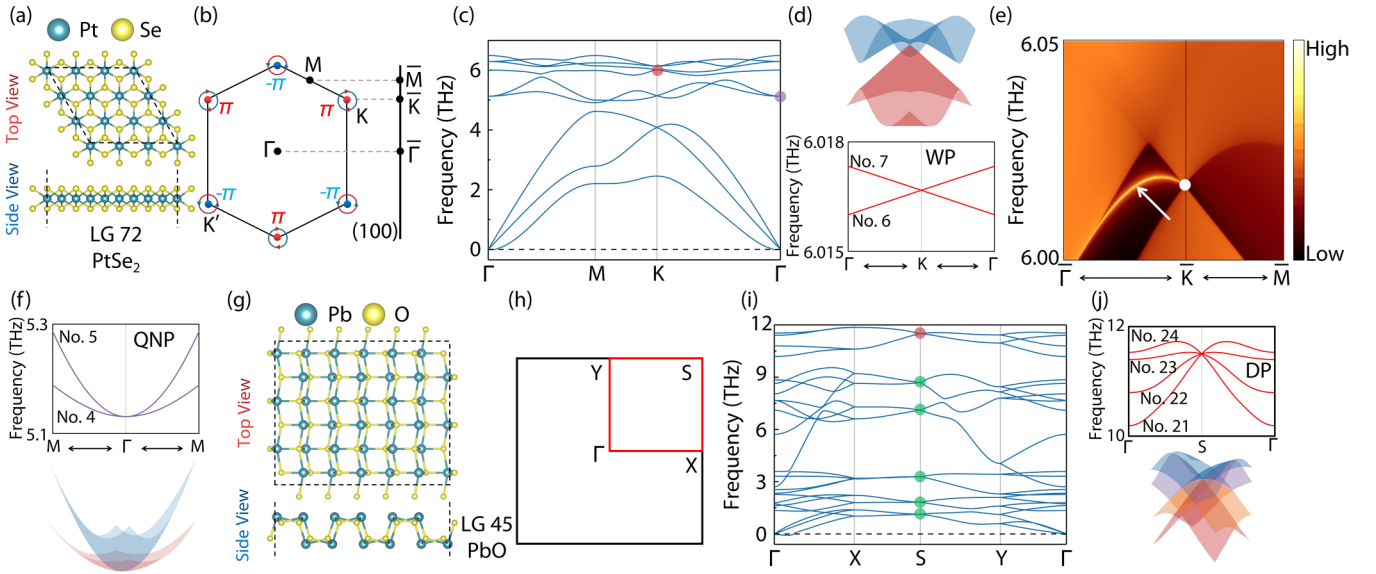 (a)
Pt Se
Top View
Side View
LG 72
PtSe₂
(b)
-π
M
π
π
K
Γ
-π
-π
K′
π
M̅
K̅
Γ̅
(100)
(c)
Frequency (THz)
6
4
2
0
Γ M K Γ
(d)
Frequency (THz)
6.018
6.015
No. 7
WP
No. 6
Γ K Γ
(e)
Frequency (THz)
6.05
6.00
Γ̅ K̅ M̅
High
Low
(f)
Frequency (THz)
5.3
5.1
No. 5
QNP
No. 4
M Γ M
(g)
Pb O
Top View
Side View
LG 45
PbO
(h)
Y S
Γ
X
(i)
Frequency (THz)
12
9
6
3
0
Γ X S Y Γ
(j)
Frequency (THz)
12
10
No. 24
No. 23
DP
No. 22
No. 21
Γ S Γ